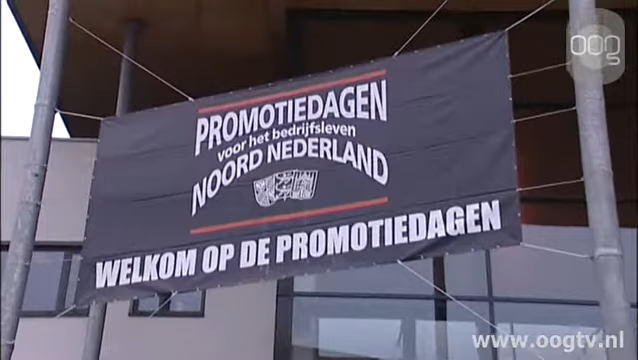 oog
PROMOTIEDAGEN
voor het bedrijfsleven
NOORD NEDERLAND
WELKOM OP DE PROMOTIEDAGEN
www.oogtv.nl